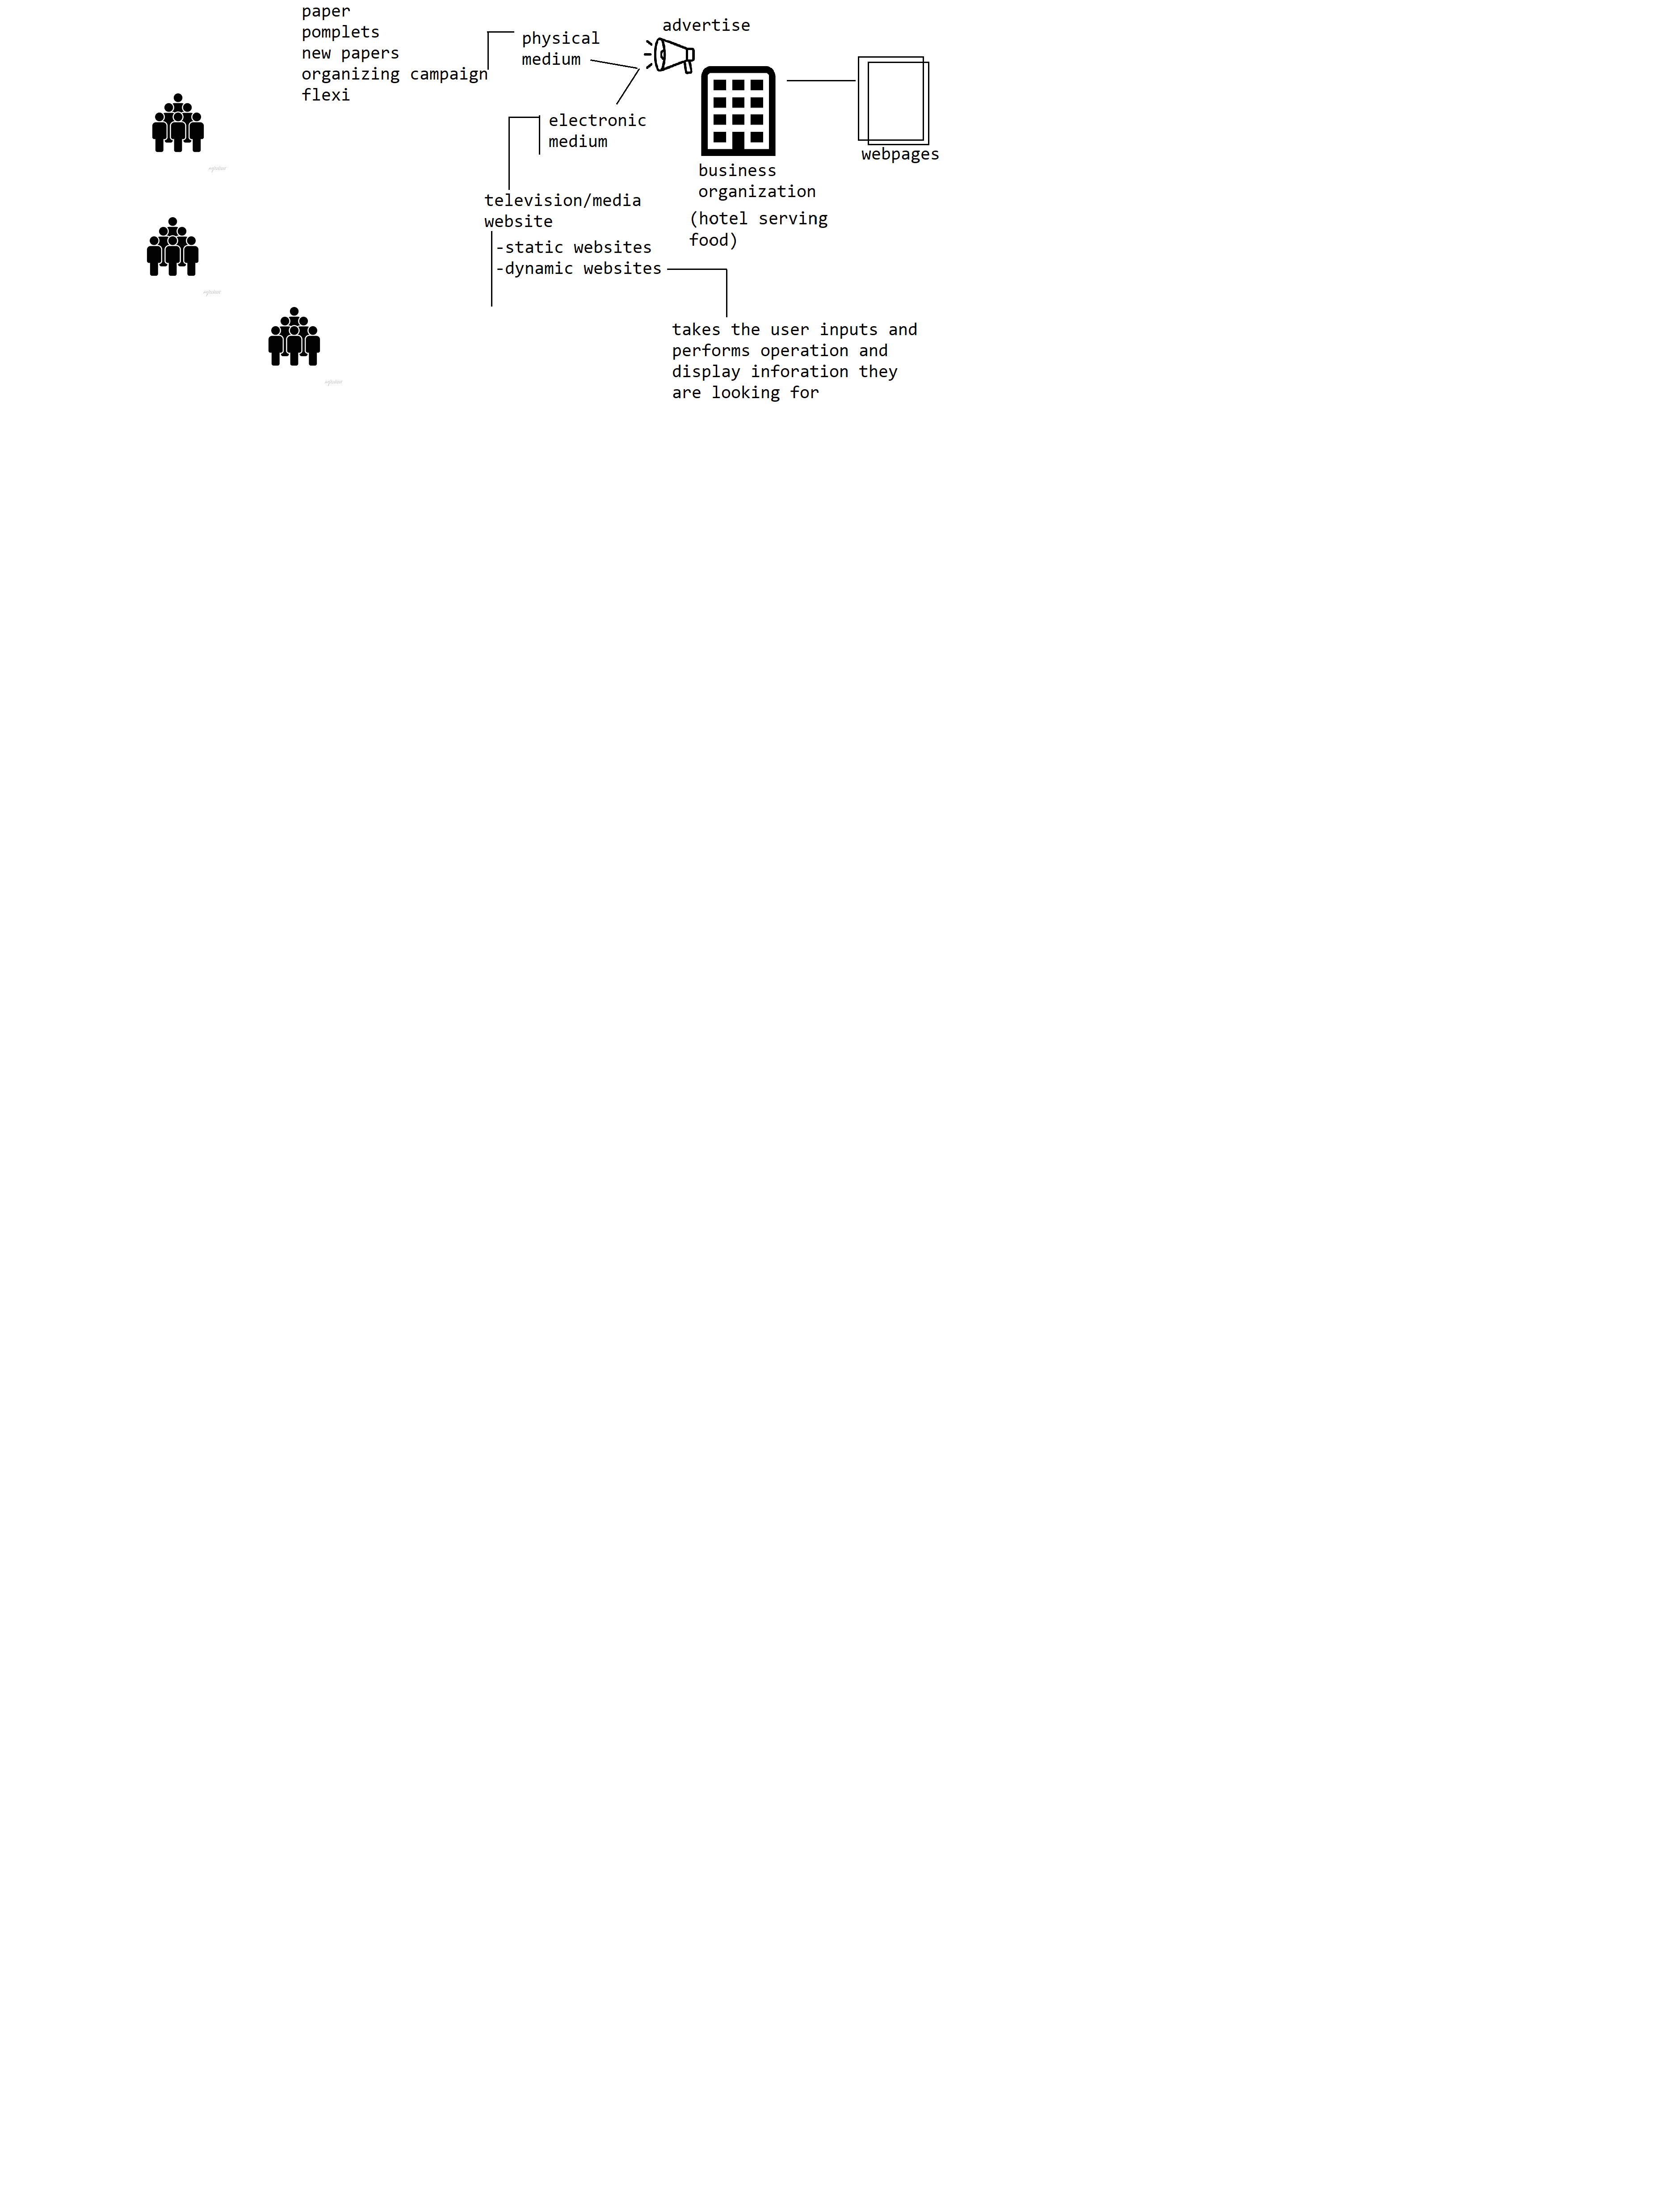 paper
pomplets
new papers
organizing campaign
flexi
physical
medium
advertise
electronic
medium
webpages
business
organization
(hotel serving
food)
television/media
website
-static websites
-dynamic websites
takes the user inputs and
performs operation and
display inforation they
are looking for